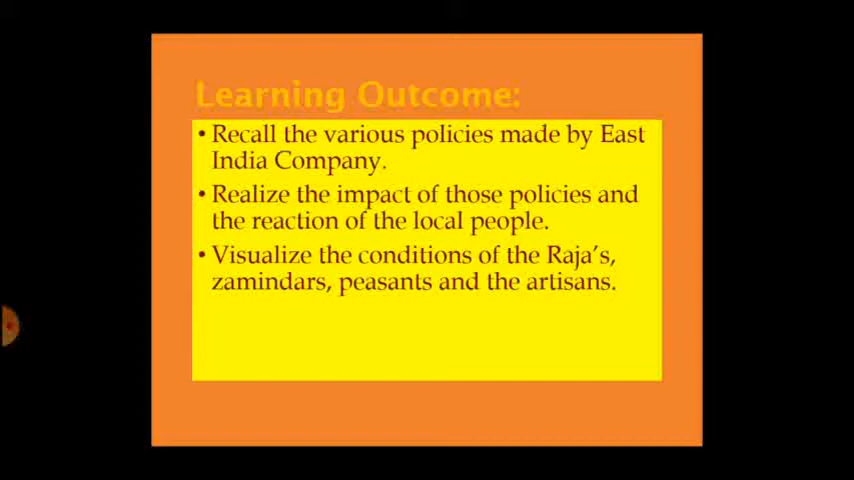 Learning Outcome:
• Recall the various policies made by East
India Company.
• Realize the impact of those policies and
the reaction of the local people.
• Visualize the conditions of the Raja's,
zamindars, peasants and the artisans.